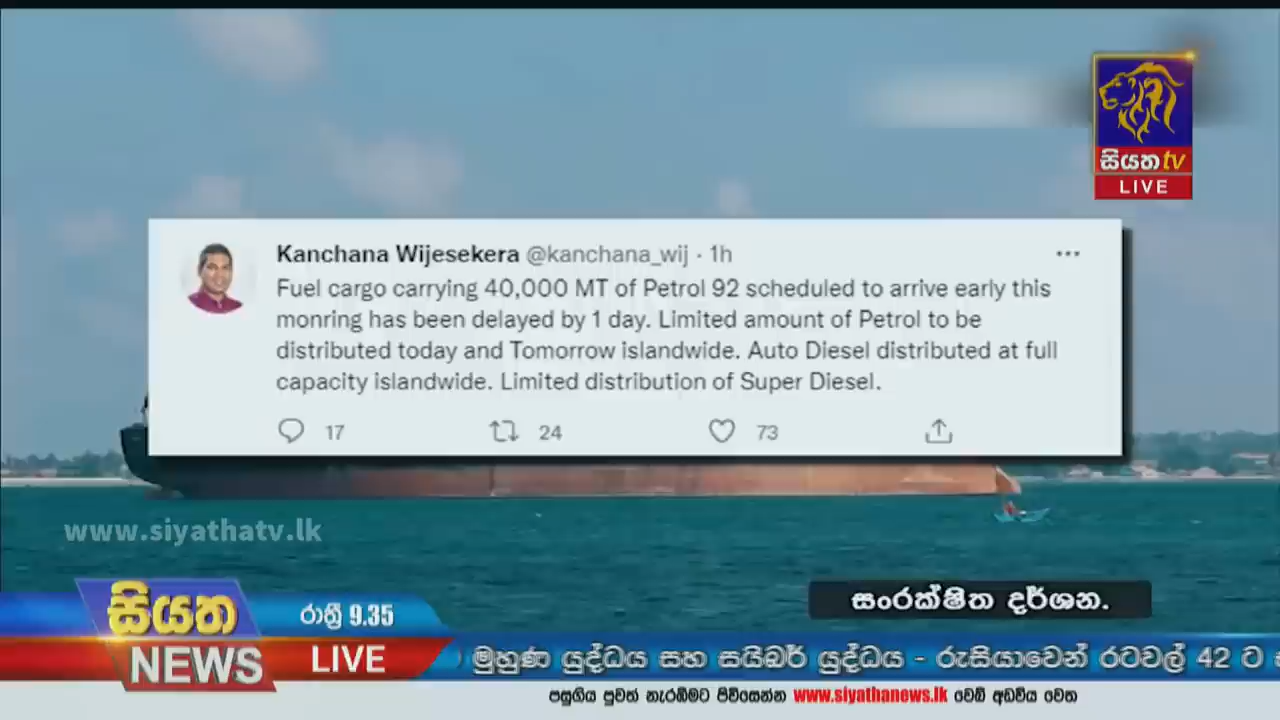 සියත tv
LIVE
Kanchana Wijesekera @kanchana_wij · 1h
Fuel cargo carrying 40,000 MT of Petrol 92 scheduled to arrive early this
monring has been delayed by 1 day. Limited amount of Petrol to be
distributed today and Tomorrow islandwide. Auto Diesel distributed at full
capacity islandwide. Limited distribution of Super Diesel.
17 24 73
www.siyathatv.lk
සංරක්ෂිත දර්ශන.
සියත
NEWS
රාත්‍රී 9.35
LIVE
මුහුණ යුද්ධය සහ සයිබර් යුද්ධය - රුසියාවෙන් රටවල් 42 ට
පසුගිය පුවත් නැරඹීමට පිවිසෙන්න www.siyathanews.lk වෙබ් අඩවිය වෙත